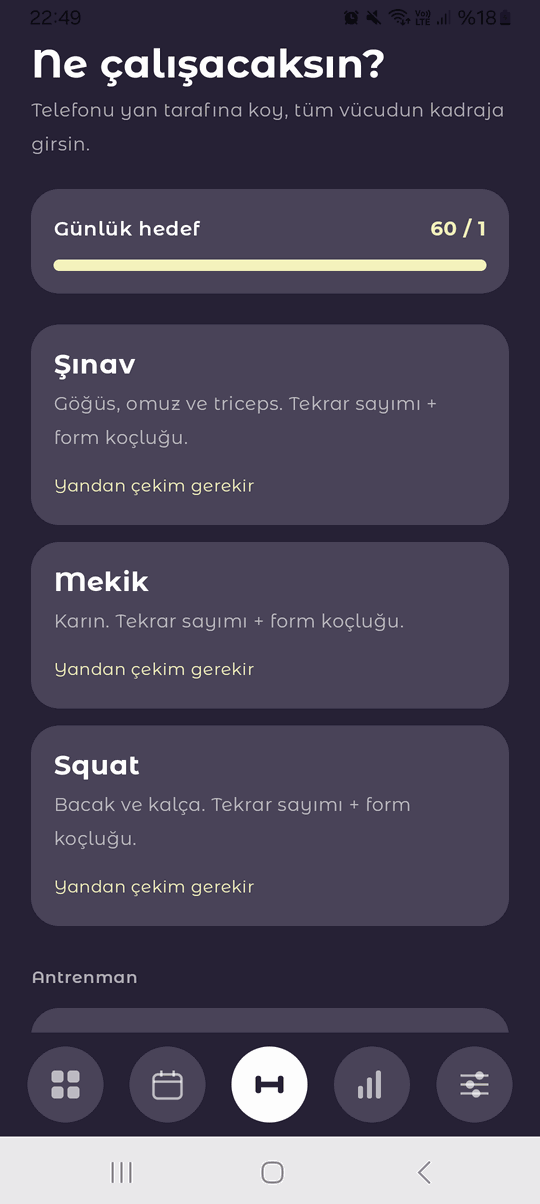 22:49
Vo)) LTE
%18
Ne çalışacaksın?
Telefonu yan tarafına koy, tüm vücudun kadraja
girsin.
Günlük hedef
60 / 1
Şınav
Göğüs, omuz ve triceps. Tekrar sayımı +
form koçluğu.
Yandan çekim gerekir
Mekik
Karın. Tekrar sayımı + form koçluğu.
Yandan çekim gerekir
Squat
Bacak ve kalça. Tekrar sayımı + form
koçluğu.
Yandan çekim gerekir
Antrenman